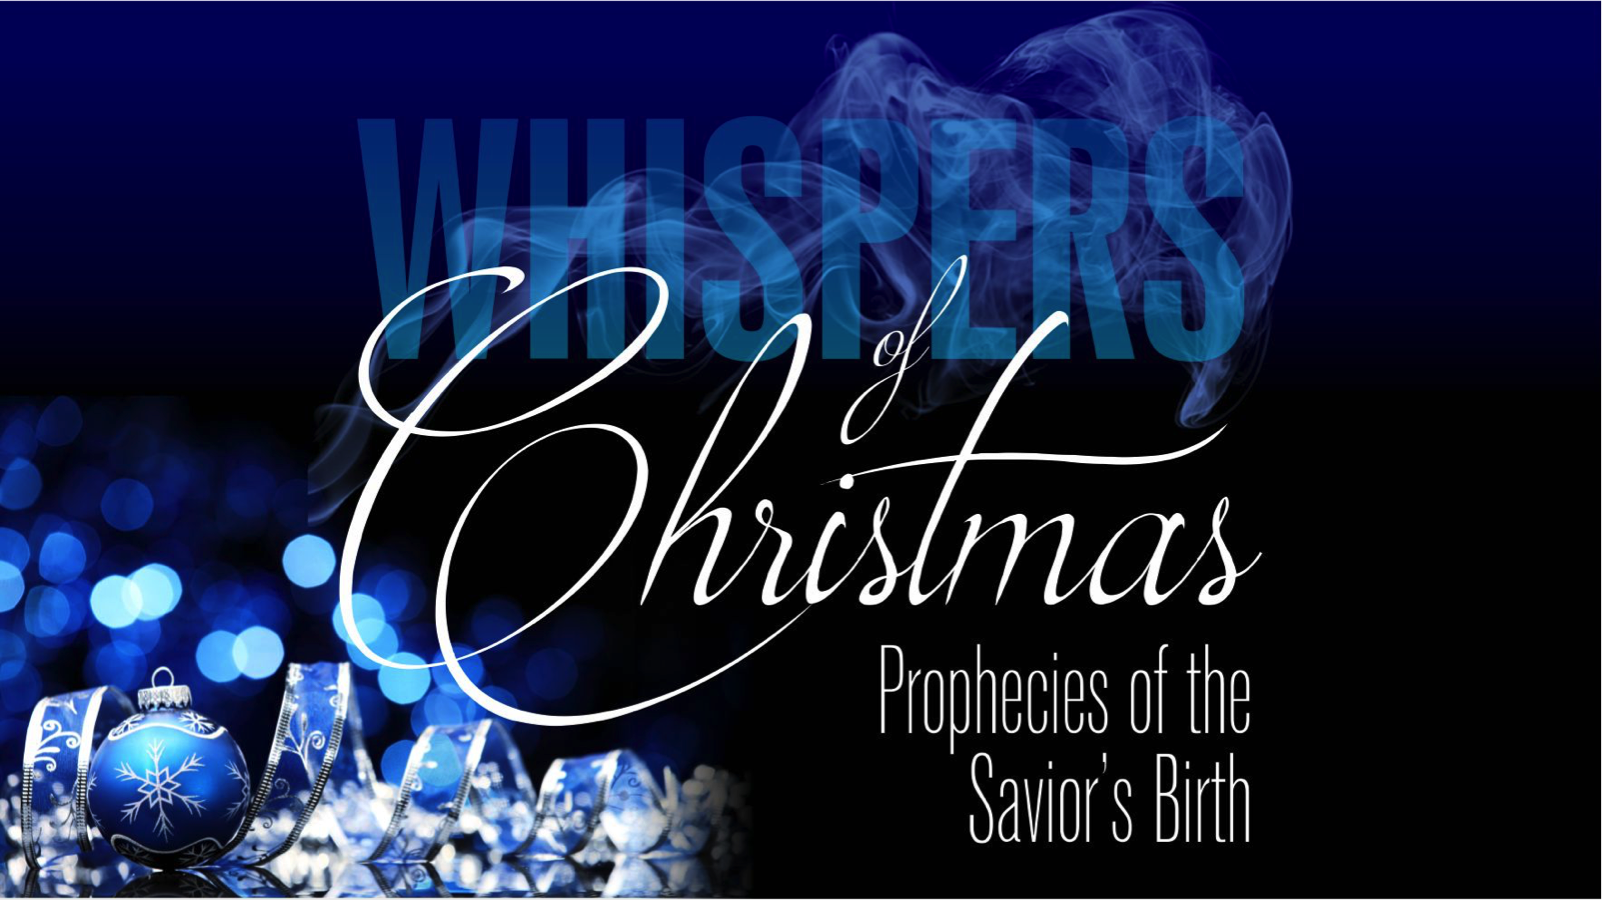 WHISPERS
of
Christmas
Prophecies of the
Savior's Birth